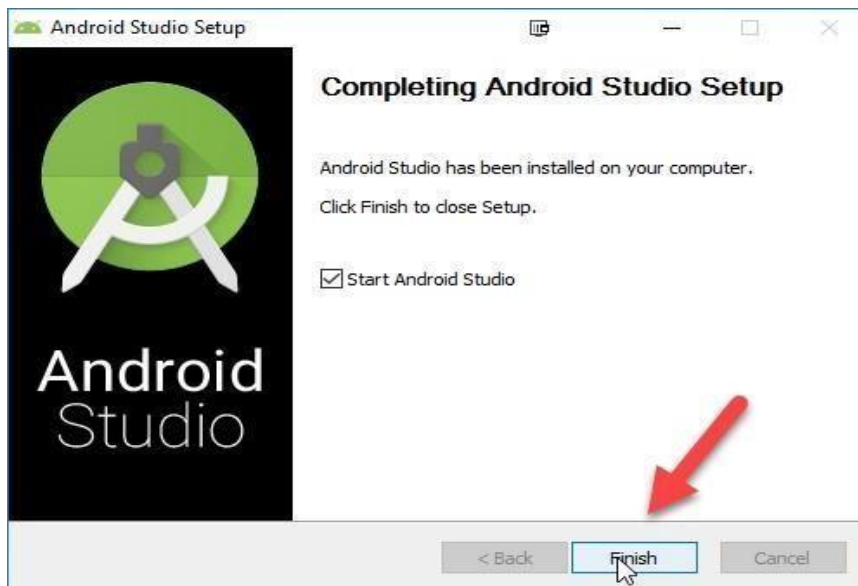 Android Studio Setup
Completing Android Studio Setup
Android Studio has been installed on your computer.
Click Finish to close Setup.
Start Android Studio
Android
Studio
< Back
Finish
Cancel